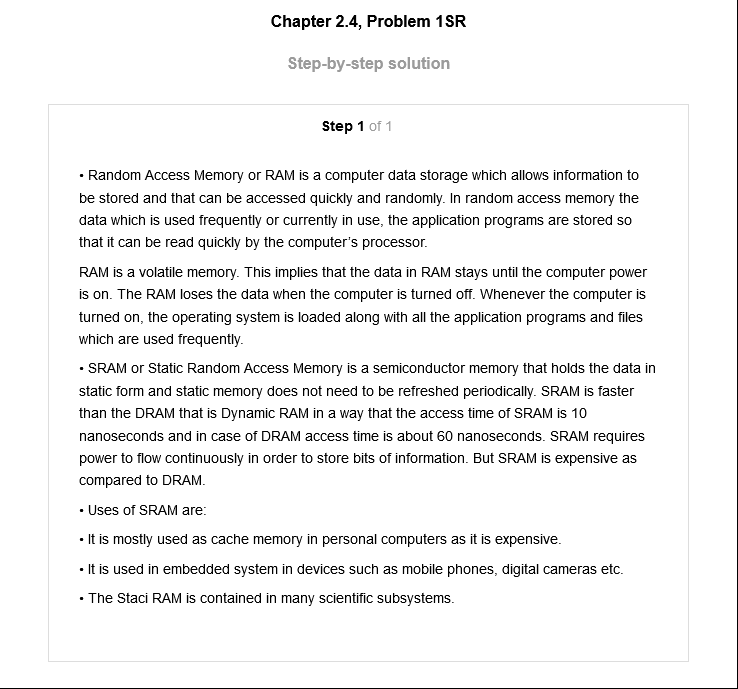 Chapter 2.4, Problem 1SR
Step-by-step solution
Step 1 of 1
• Random Access Memory or RAM is a computer data storage which allows information to
be stored and that can be accessed quickly and randomly. In random access memory the
data which is used frequently or currently in use, the application programs are stored so
that it can be read quickly by the computer's processor.
RAM is a volatile memory. This implies that the data in RAM stays until the computer power
is on. The RAM loses the data when the computer is turned off. Whenever the computer is
turned on, the operating system is loaded along with all the application programs and files
which are used frequently.
• SRAM or Static Random Access Memory is a semiconductor memory that holds the data in
static form and static memory does not need to be refreshed periodically. SRAM is faster
than the DRAM that is Dynamic RAM in a way that the access time of SRAM is 10
nanoseconds and in case of DRAM access time is about 60 nanoseconds. SRAM requires
power to flow continuously in order to store bits of information. But SRAM is expensive as
compared to DRAM.
• Uses of SRAM are:
• It is mostly used as cache memory in personal computers as it is expensive.
• It is used in embedded system in devices such as mobile phones, digital cameras etc.
• The Staci RAM is contained in many scientific subsystems.